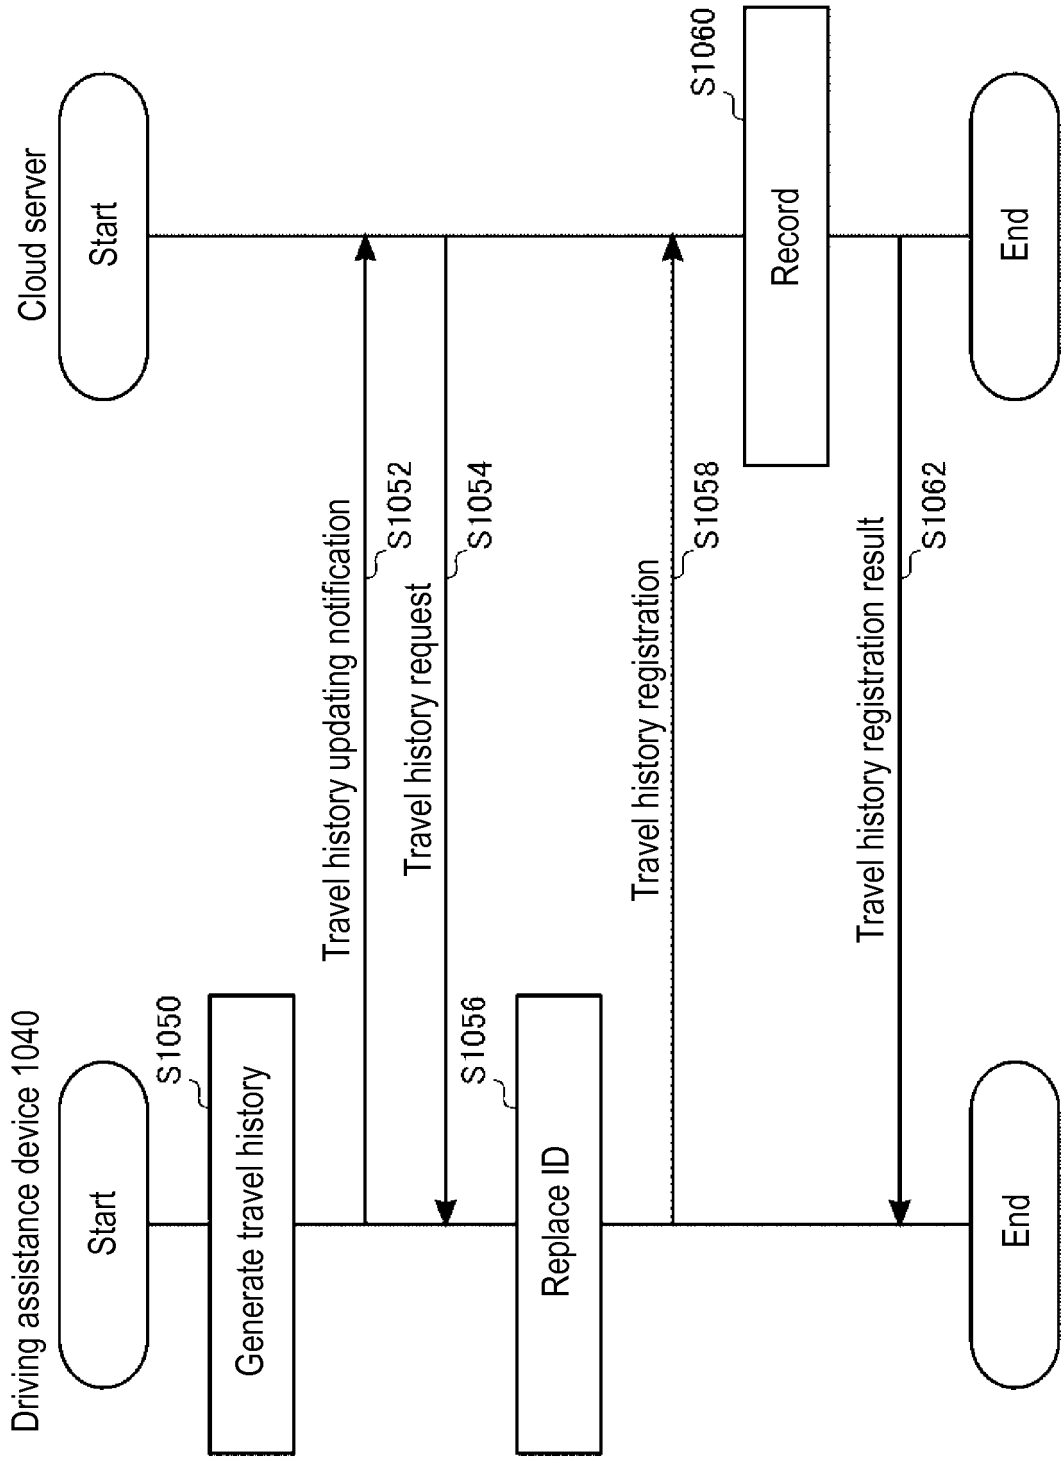 Driving assistance device 1040
Cloud server
Start
Start
S1050
Generate travel history
Travel history updating notification
S1052
Travel history request
S1054
S1056
Replace ID
Travel history registration
S1058
S1060
Record
Travel history registration result
S1062
End
End